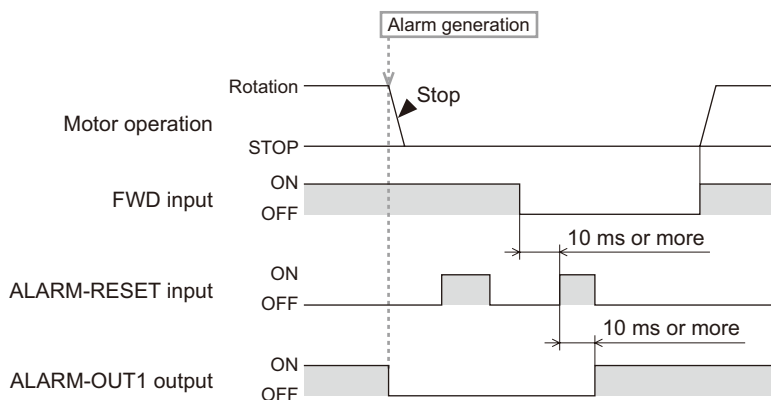 Alarm generation
Rotation
Stop
Motor operation
STOP
ON
FWD input
OFF
10 ms or more
ON
ALARM-RESET input
OFF
10 ms or more
ON
ALARM-OUT1 output
OFF